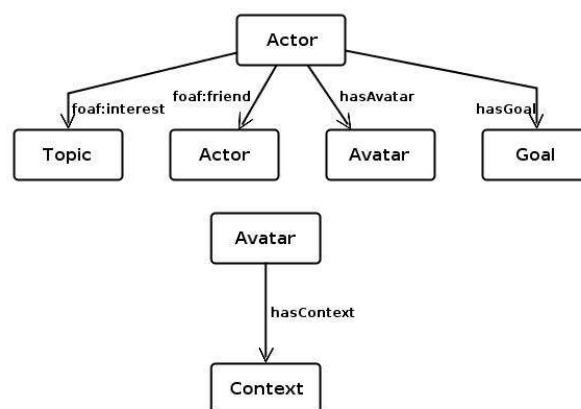 Actor
foaf:interest
foaf:friend
hasAvatar
hasGoal
Topic
Actor
Avatar
Goal
Avatar
hasContext
Context